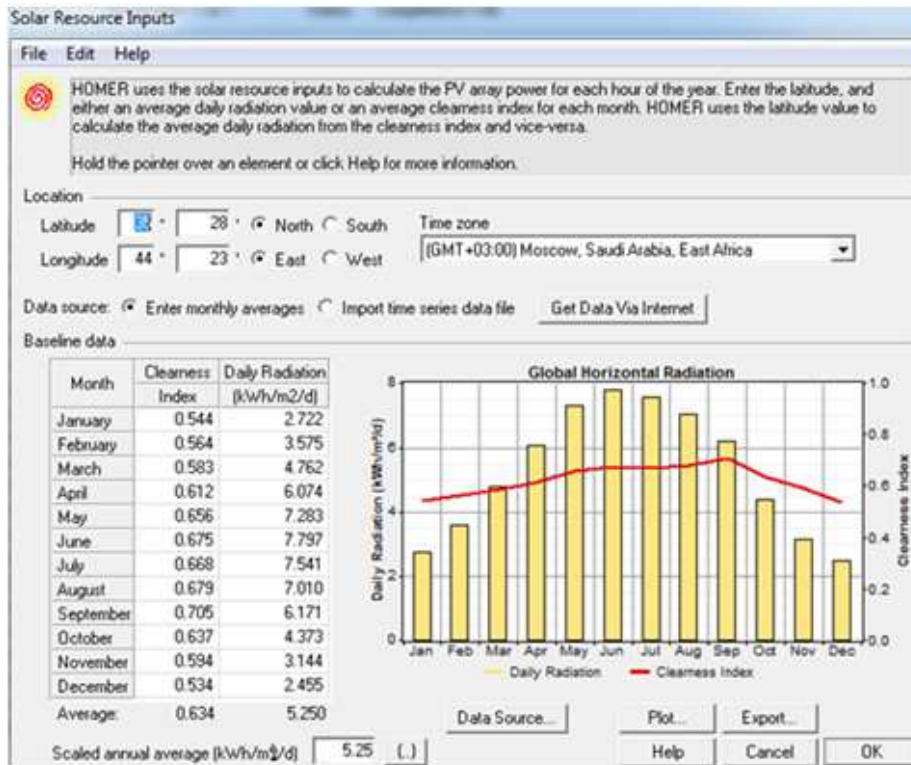 Solar Resource Inputs
File Edit Help
HOMER uses the solar resource inputs to calculate the PV array power for each hour of the year. Enter the latitude, and
either an average daily radiation value or an average clearness index for each month. HOMER uses the latitude value to
calculate the average daily radiation from the clearness index and vice-versa.
Hold the pointer over an element or click Help for more information.
Location
Latitude ° 28 ' North South Time zone
Longitude 44 ° 23 ' East West (GMT+03:00) Moscow, Saudi Arabia, East Africa
Data source: Enter monthly averages Import time series data file Get Data Via Internet
Baseline data
Month Clearness Index Daily Radiation (kWh/m2/d)
January 0.544 2.722
February 0.564 3.575
March 0.583 4.762
April 0.612 6.074
May 0.656 7.283
June 0.675 7.797
July 0.668 7.541
August 0.679 7.010
September 0.705 6.171
October 0.637 4.373
November 0.594 3.144
December 0.534 2.455
Average: 0.634 5.250
Scaled annual average (kWh/m²/d) 5.25 {..}
Global Horizontal Radiation
Daily Radiation (kWh/m²/d)
8
6
4
2
0
Clearness Index
1.0
0.8
0.6
0.4
0.2
0.0
Jan Feb Mar Apr May Jun Jul Aug Sep Oct Nov Dec
Daily Radiation Clearness Index
Data Source... Plot... Export...
Help Cancel OK